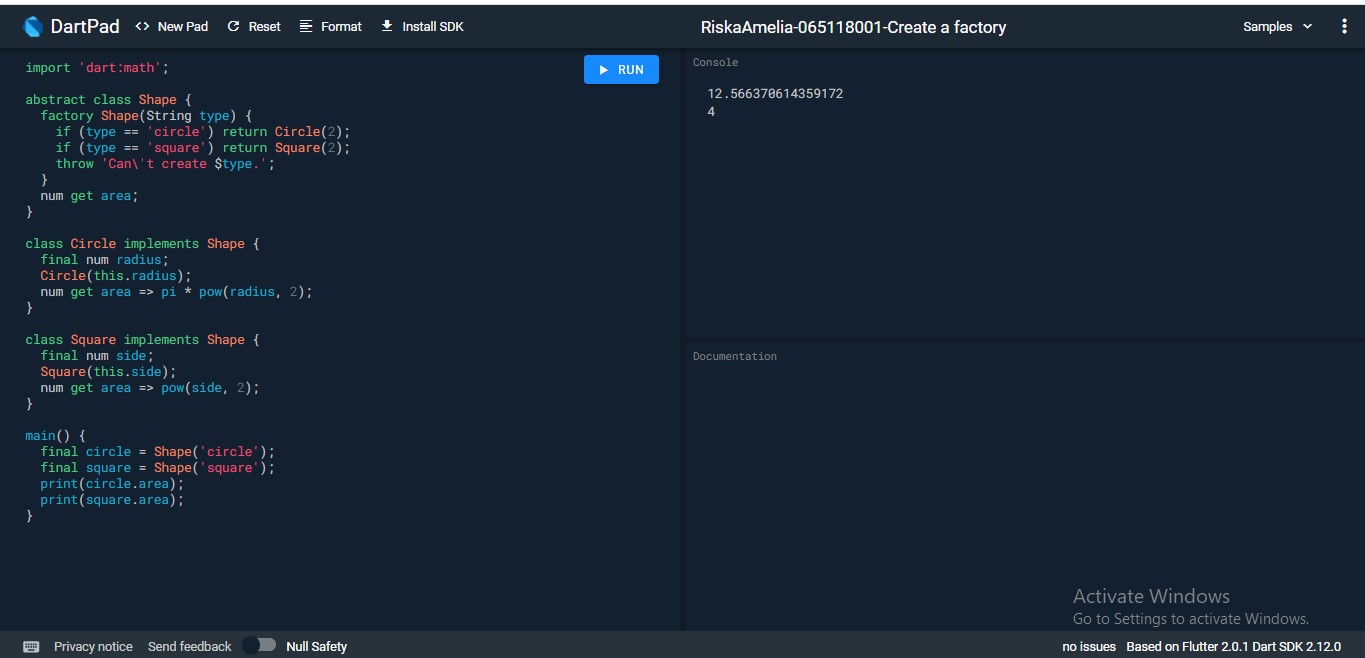 DartPad <> New Pad Reset Format Install SDK RiskaAmelia-065118001-Create a factory Samples
RUN
import 'dart:math';

abstract class Shape {
  factory Shape(String type) {
    if (type == 'circle') return Circle(2);
    if (type == 'square') return Square(2);
    throw 'Can\'t create $type.';
  }
  num get area;
}

class Circle implements Shape {
  final num radius;
  Circle(this.radius);
  num get area => pi * pow(radius, 2);
}

class Square implements Shape {
  final num side;
  Square(this.side);
  num get area => pow(side, 2);
}

main() {
  final circle = Shape('circle');
  final square = Shape('square');
  print(circle.area);
  print(square.area);
}
Console
12.566370614359172
4
Documentation
Activate Windows
Go to Settings to activate Windows.
Privacy notice Send feedback Null Safety no issues Based on Flutter 2.0.1 Dart SDK 2.12.0